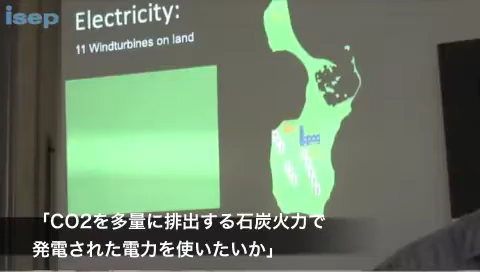 isep
Electricity:
11 Windturbines on land
「CO2を多量に排出する石炭火力で
発電された電力を使いたいか」